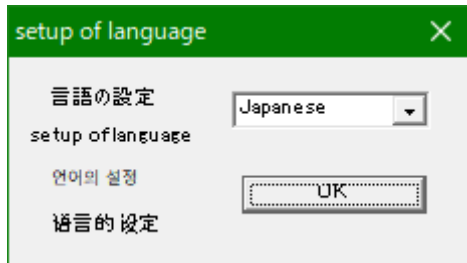 setup of language
言語の設定
Japanese
setup oflanguage
언어의 설정
OK
语言的 设定